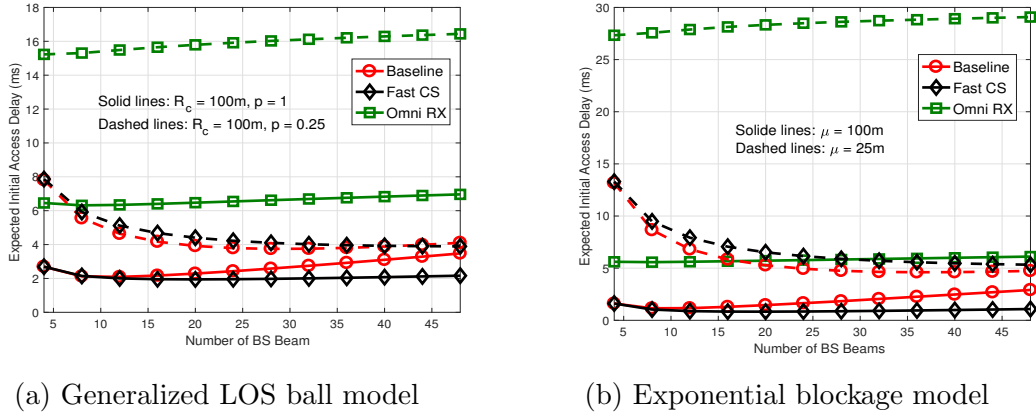 18
16
14
12
10
8
6
4
2
0
Expected Initial Access Delay (ms)
Baseline
Fast CS
Omni RX
Solid lines: R_c = 100m, p = 1
Dashed lines: R_c = 100m, p = 0.25
5 10 15 20 25 30 35 40 45
Number of BS Beam
(a) Generalized LOS ball model
30
25
20
15
10
5
0
Expected Initial Access Delay (ms)
Baseline
Fast CS
Omni RX
Solide lines: μ = 100m
Dashed lines: μ = 25m
5 10 15 20 25 30 35 40 45
Number of BS Beams
(b) Exponential blockage model